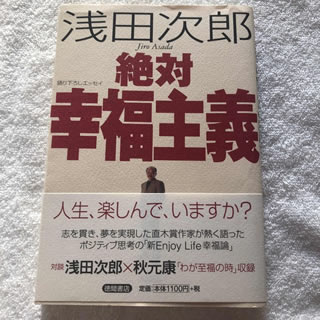 浅田次郎
Jiro Asada
語り下ろしエッセイ
絶対
幸福主義
人生、楽しんで、いますか?
志を貫き、夢を実現した直木賞作家が熱く語った
ポジティブ思考の「新Enjoy Life幸福論」
対談 浅田次郎×秋元康「わが至福の時」収録
徳間書店 定価:本体1100円+税